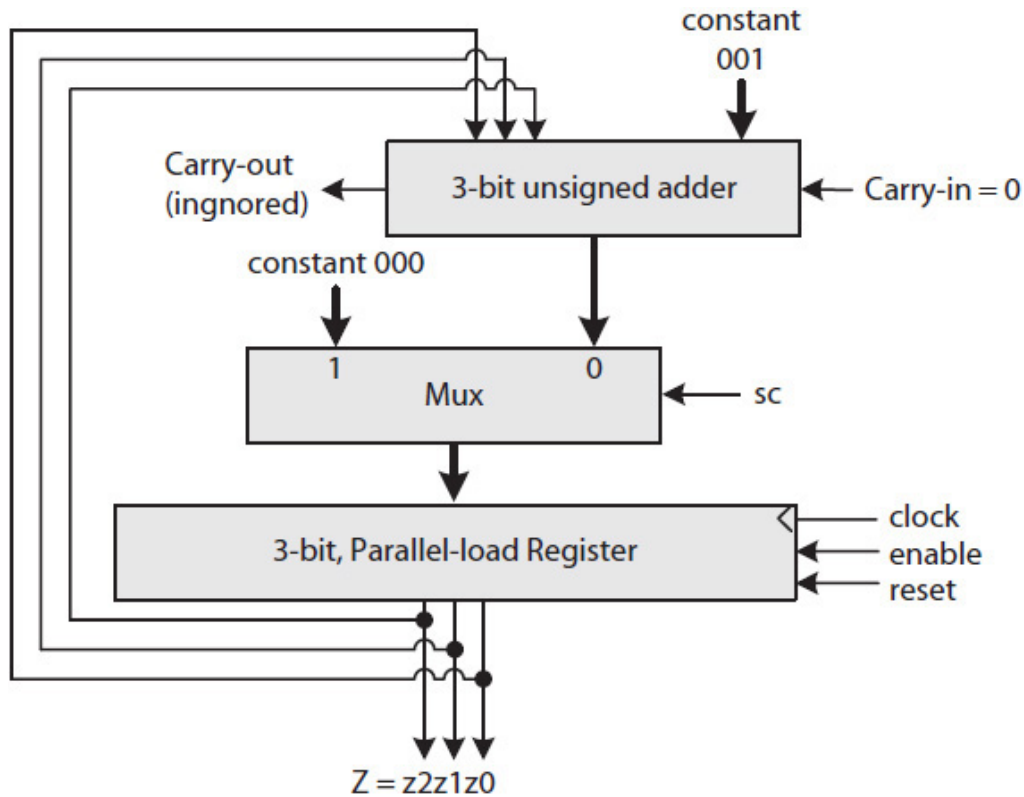 constant
001
Carry-out
(ingnored)
3-bit unsigned adder
Carry-in = 0
constant 000
1
0
Mux
sc
3-bit, Parallel-load Register
clock
enable
reset
Z = z2z1z0